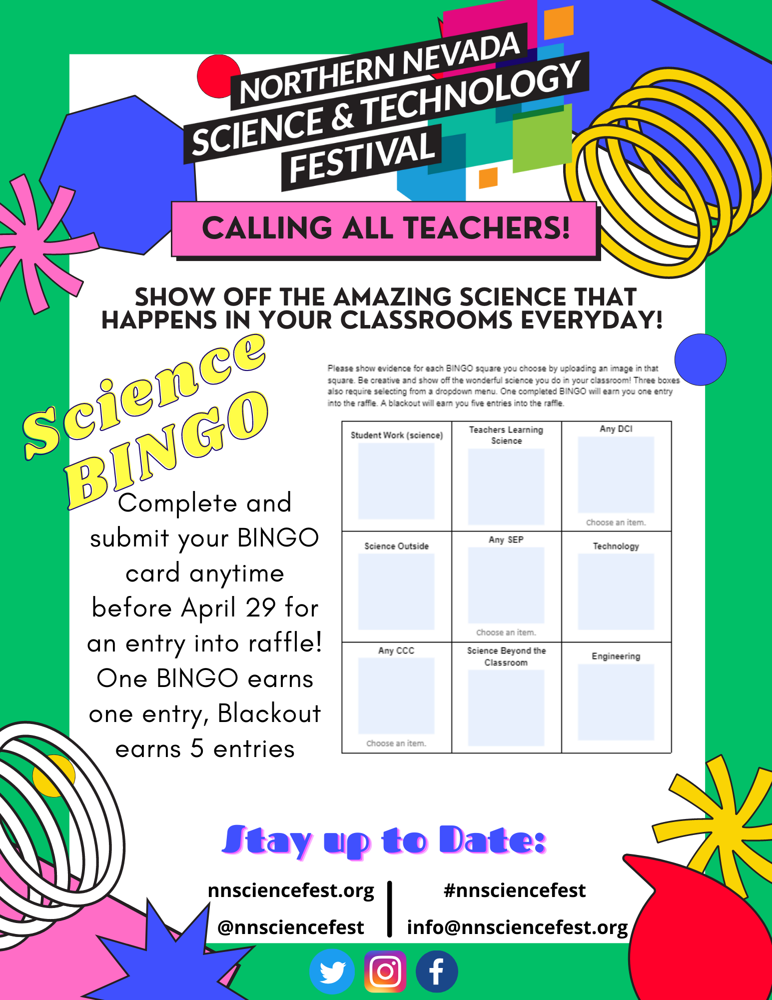 NORTHERN NEVADA
SCIENCE & TECHNOLOGY
FESTIVAL
CALLING ALL TEACHERS!
SHOW OFF THE AMAZING SCIENCE THAT
HAPPENS IN YOUR CLASSROOMS EVERYDAY!
Science
BINGO
Complete and
submit your BINGO
card anytime
before April 29 for
an entry into raffle!
One BINGO earns
one entry, Blackout
earns 5 entries
Please show evidence for each BINGO square you choose by uploading an image in that
square. Be creative and show off the wonderful science you do in your classroom! Three boxes
also require selecting from a dropdown menu. One completed BINGO will earn you one entry
into the raffle. A blackout will earn you five entries into the raffle.
Student Work (science)
Teachers Learning
Science
Any DCI
Choose an item.
Science Outside
Any SEP
Choose an item.
Technology
Any CCC
Choose an item.
Science Beyond the
Classroom
Engineering
Stay up to Date:
nnsciencefest.org
#nnsciencefest
@nnsciencefest
info@nnsciencefest.org